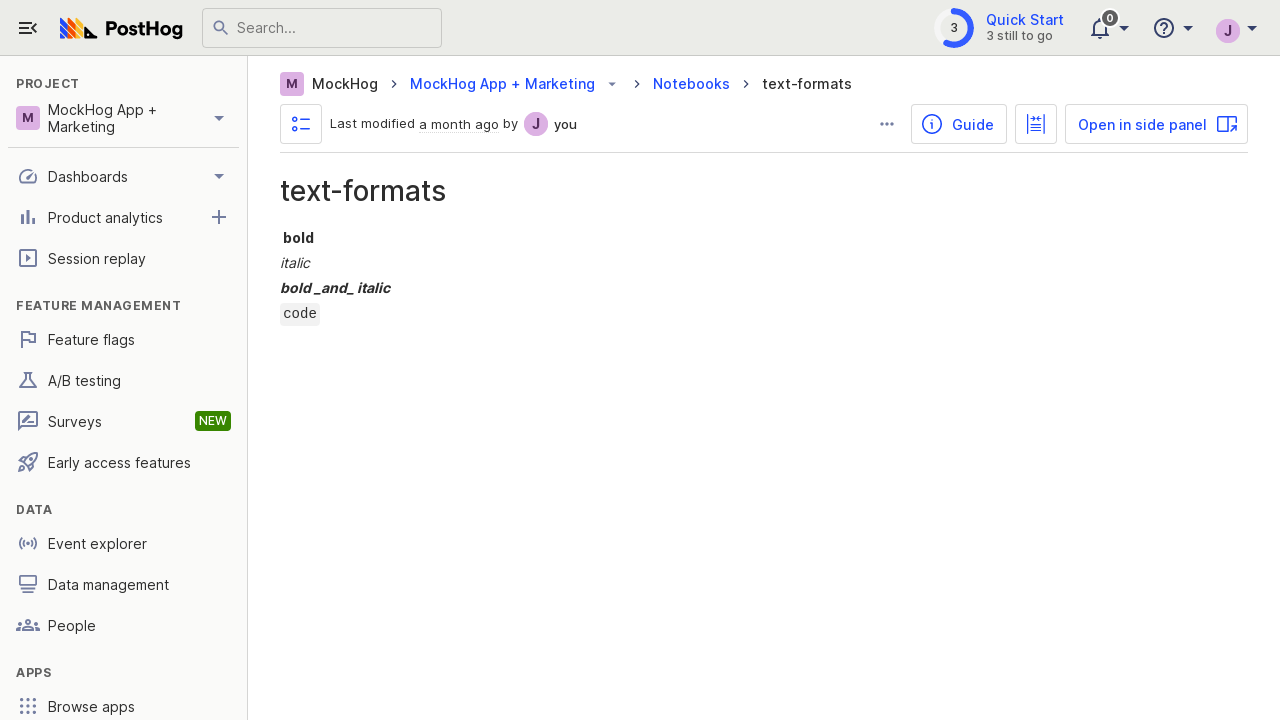 PostHog
Search...
3
Quick Start
3 still to go
0
J
PROJECT
M
MockHog App +
Marketing
Dashboards
Product analytics
Session replay
FEATURE MANAGEMENT
Feature flags
A/B testing
Surveys
NEW
Early access features
DATA
Event explorer
Data management
People
APPS
Browse apps
M MockHog
MockHog App + Marketing
Notebooks
text-formats
Last modified a month ago by J you
Guide
Open in side panel
text-formats
bold
italic
bold _and_ italic
code